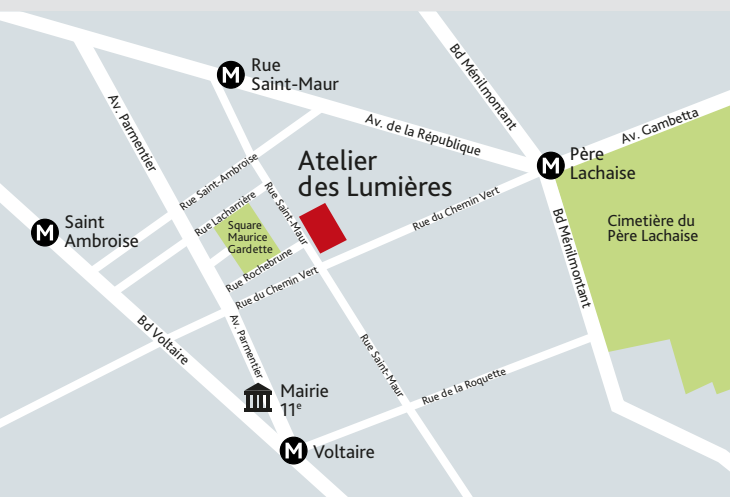 M
Rue
Saint-Maur
Bd Ménilmontant
Av. Parmentier
Av. de la République
Av. Gambetta
M
Père
Lachaise
Rue Saint-Ambroise
Atelier
des Lumières
Rue Lacharrière
Rue Saint-Maur
Rue du Chemin Vert
M
Saint
Ambroise
Square
Maurice
Gardette
Bd Ménilmontant
Cimetière du
Père Lachaise
Rue Rochebrune
Rue du Chemin Vert
Bd Voltaire
Av. Parmentier
Rue Saint-Maur
Rue de la Roquette
Mairie
11e
M
Voltaire